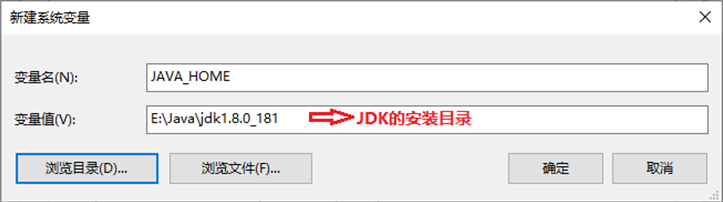 新建系统变量
变量名(N): JAVA_HOME
变量值(V): E:\Java\jdk1.8.0_181 JDK的安装目录
浏览目录(D)... 浏览文件(F)... 确定 取消